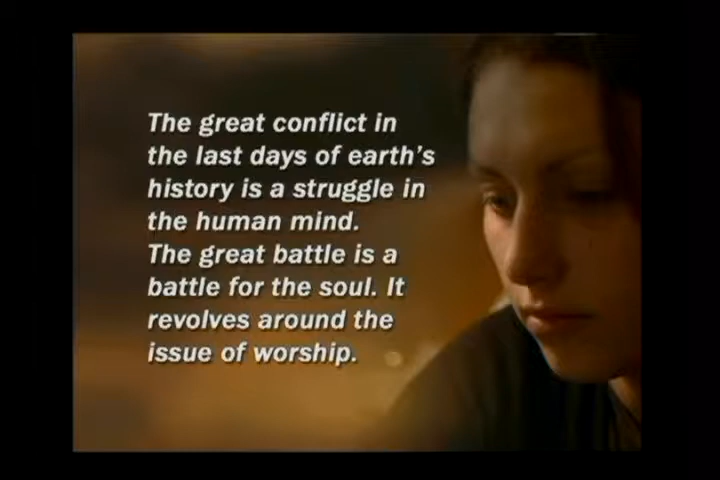 The great conflict in
the last days of earth's
history is a struggle in
the human mind.
The great battle is a
battle for the soul. It
revolves around the
issue of worship.